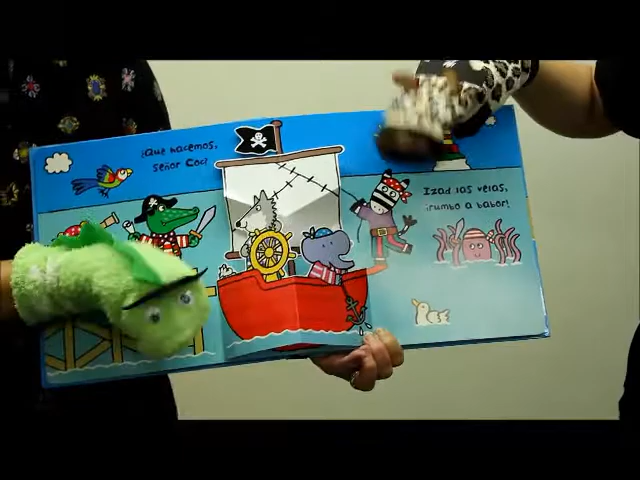 ¿Qué hacemos,
señor Coc?
Izad las velas,
¡rumbo a babor!